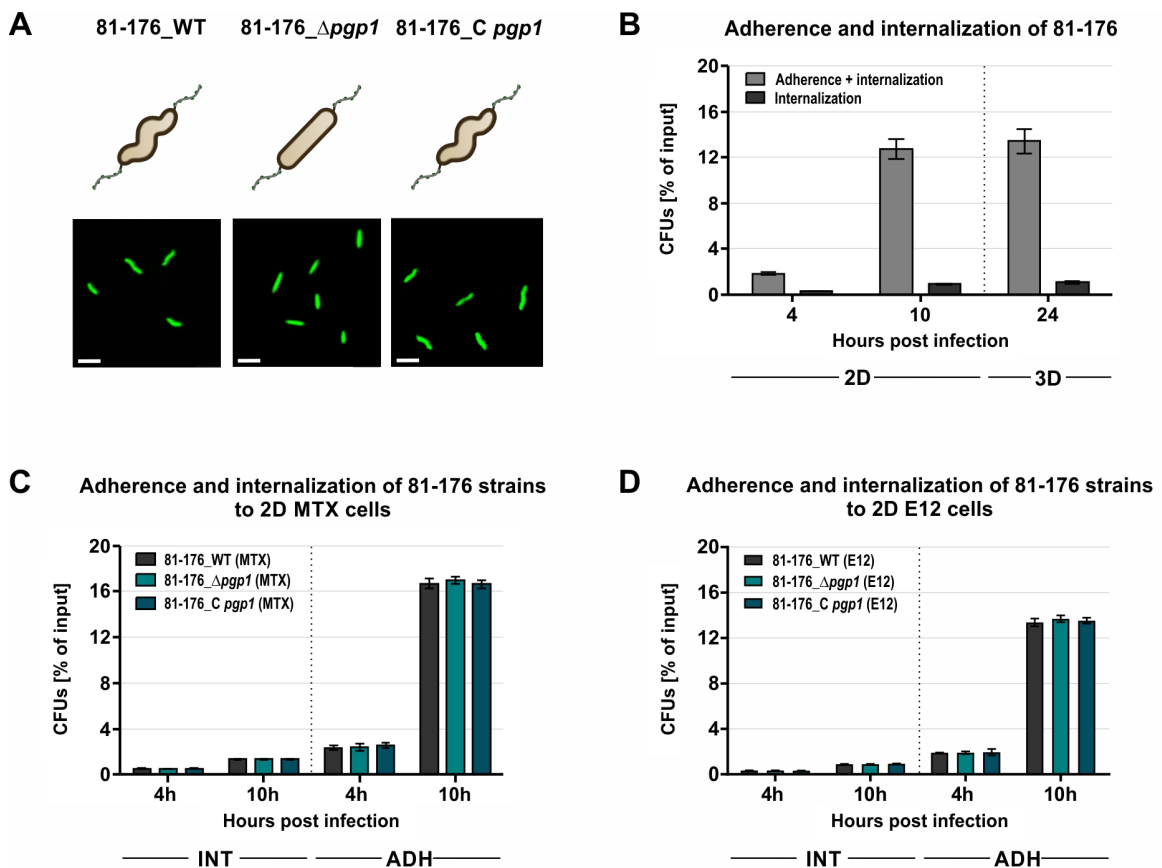 A
81-176_WT 81-176_Δpgp1 81-176_C pgp1
B
Adherence and internalization of 81-176
20
16
12
8
4
0
CFUs [% of input]
Adherence + internalization
Internalization
4 10 24
Hours post infection
2D 3D
C
Adherence and internalization of 81-176 strains
to 2D MTX cells
20
16
12
8
4
0
CFUs [% of input]
81-176_WT (MTX)
81-176_Δpgp1 (MTX)
81-176_C pgp1 (MTX)
4h 10h 4h 10h
Hours post infection
INT ADH
D
Adherence and internalization of 81-176 strains
to 2D E12 cells
20
16
12
8
4
0
CFUs [% of input]
81-176_WT (E12)
81-176_Δpgp1 (E12)
81-176_C pgp1 (E12)
4h 10h 4h 10h
Hours post infection
INT ADH